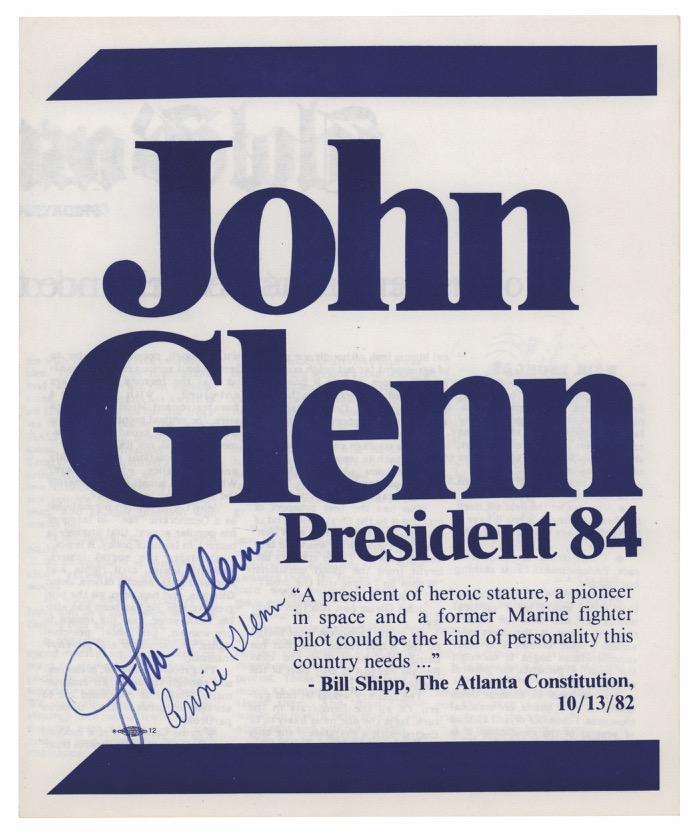 John
Glenn
President 84
“A president of heroic stature, a pioneer
in space and a former Marine fighter
pilot could be the kind of personality this
country needs ...”
- Bill Shipp, The Atlanta Constitution,
10/13/82
John Glenn
Annie Glenn
12